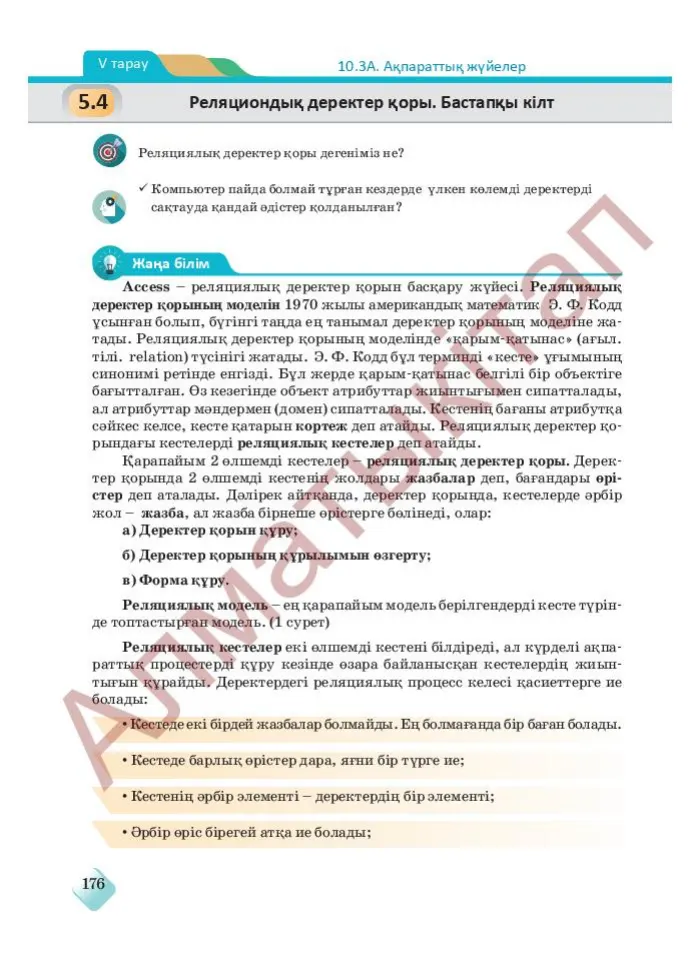 V тарау
10.3А. Ақпараттық жүйелер
5.4
Реляциондық деректер қоры. Бастапқы кілт
Реляциялық деректер қоры дегеніміз не?
✓ Компьютер пайда болмай тұрған кездерде үлкен көлемді деректерді
сақтауда қандай әдістер қолданылған?
Жаңа білім
Access – реляциялық деректер қорын басқару жүйесі. Реляциялық
деректер қорының моделін 1970 жылы американдық математик Э. Ф. Кодд
ұсынған болып, бүгінгі таңда ең танымал деректер қорының моделіне жа-
тады. Реляциялық деректер қорының моделінде «қарым-қатынас» (ағыл.
тілі. relation) түсінігі жатады. Э. Ф. Кодд бұл терминді «кесте» ұғымының
синонимі ретінде енгізді. Бұл жерде қарым-қатынас белгілі бір объектіге
бағытталған. Өз кезегінде объект атрибуттар жиынтығымен сипатталады,
ал атрибуттар мәндермен (домен) сипатталады. Кестенің бағаны атрибутқа
сәйкес келсе, кесте қатарын кортеж деп атайды. Реляциялық деректер қо-
рындағы кестелерді реляциялық кестелер деп атайды.
Қарапайым 2 өлшемді кестелер – реляциялық деректер қоры. Дерек-
тер қорында 2 өлшемді кестенің жолдары жазбалар деп, бағандары өрі-
стер деп аталады. Дәлірек айтқанда, деректер қорында, кестелерде әрбір
жол – жазба, ал жазба бірнеше өрістерге бөлінеді, олар:
а) Деректер қорын құру;
б) Деректер қорының құрылымын өзгерту;
в) Форма құру.
Реляциялық модель – ең қарапайым модель берілгендерді кесте түрін-
де топтастырған модель. (1 сурет)
Реляциялық кестелер екі өлшемді кестені білдіреді, ал күрделі ақпа-
раттық процестерді құру кезінде өзара байланысқан кестелердің жиын-
тығын құрайды. Деректердегі реляциялық процесс келесі қасиеттерге ие
болады:
• Кестеде екі бірдей жазбалар болмайды. Ең болмағанда бір баған болады.
• Кестеде барлық өрістер дара, яғни бір түрге ие;
• Кестенің әрбір элементі – деректердің бір элементі;
• Әрбір өріс бірегей атқа ие болады;
176
Алматыкітап